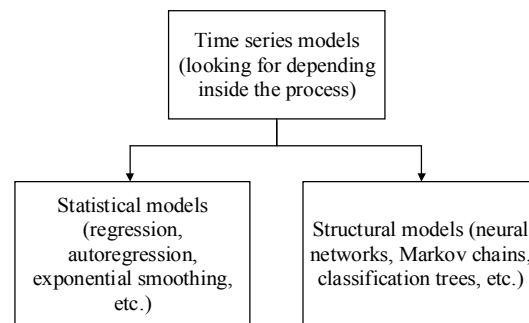 Time series models
(looking for depending
inside the process)
Statistical models
(regression,
autoregression,
exponential smoothing,
etc.)
Structural models (neural
networks, Markov chains,
classification trees, etc.)